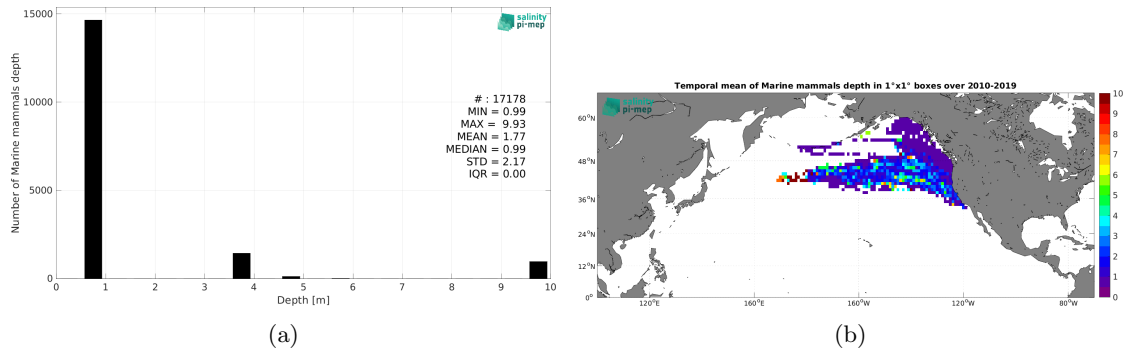 15000
10000
5000
0
Number of Marine mammals depth
salinity
pi-mep
# : 17178
MIN = 0.99
MAX = 9.93
MEAN = 1.77
MEDIAN = 0.99
STD = 2.17
IQR = 0.00
0 1 2 3 4 5 6 7 8 9 10
Depth [m]
(a)
Temporal mean of Marine mammals depth in 1°x1° boxes over 2010-2019
salinity
pi-mep
60°N
48°N
36°N
24°N
12°N
0°
120°E 160°E 160°W 120°W 80°W
10
9
8
7
6
5
4
3
2
1
0
(b)